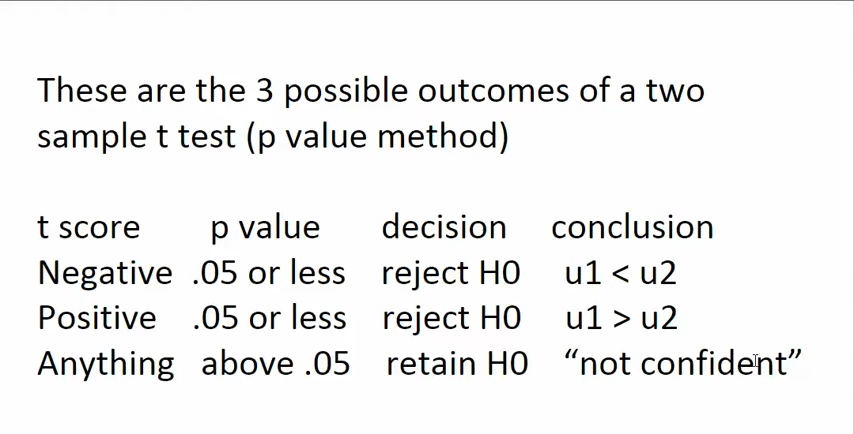 These are the 3 possible outcomes of a two
sample t test (p value method)
t score p value decision conclusion
Negative .05 or less reject H0 u1 < u2
Positive .05 or less reject H0 u1 > u2
Anything above .05 retain H0 “not confident”